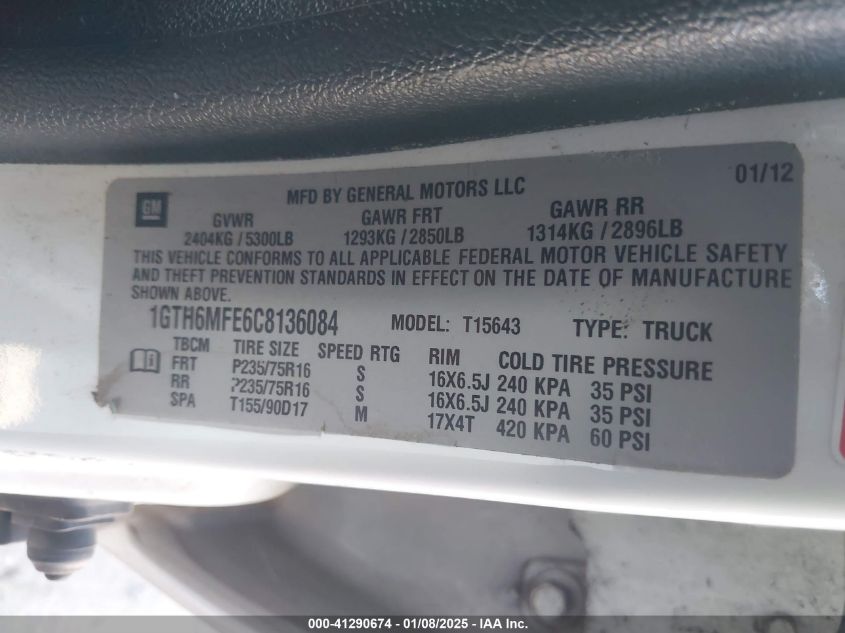 01/12
MFD BY GENERAL MOTORS LLC
GM
GVWR GAWR FRT GAWR RR
2404KG / 5300LB 1293KG / 2850LB 1314KG / 2896LB
THIS VEHICLE CONFORMS TO ALL APPLICABLE FEDERAL MOTOR VEHICLE SAFETY
AND THEFT PREVENTION STANDARDS IN EFFECT ON THE DATE OF MANUFACTURE
SHOWN ABOVE.
1GTH6MFE6C8136084 MODEL: T15643 TYPE: TRUCK
TBCM TIRE SIZE SPEED RTG RIM COLD TIRE PRESSURE
FRT P235/75R16 S 16X6.5J 240 KPA 35 PSI
RR P235/75R16 S 16X6.5J 240 KPA 35 PSI
SPA T155/90D17 M 17X4T 420 KPA 60 PSI
000-41290674 - 01/08/2025 - IAA Inc.